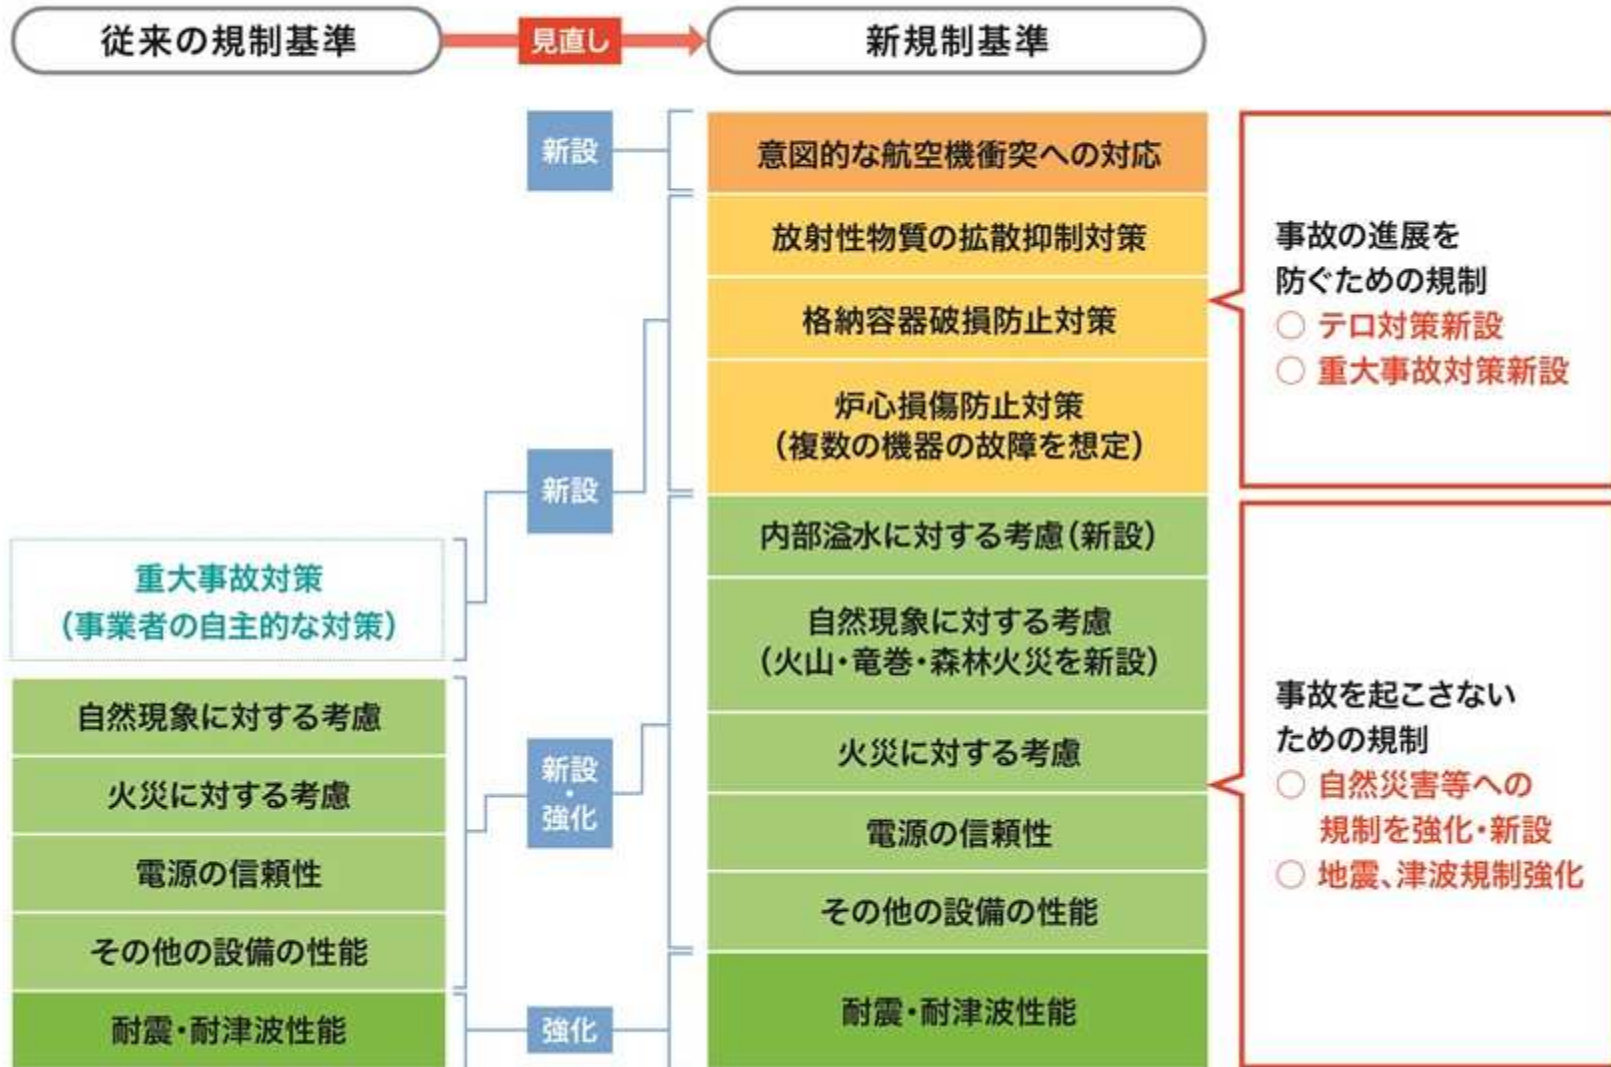 従来の規制基準
見直し
新規制基準
新設
意図的な航空機衝突への対応
放射性物質の拡散抑制対策
格納容器破損防止対策
炉心損傷防止対策
(複数の機器の故障を想定)
新設
内部溢水に対する考慮(新設)
自然現象に対する考慮
(火山・竜巻・森林火災を新設)
火災に対する考慮
電源の信頼性
その他の設備の性能
耐震・耐津波性能
重大事故対策
(事業者の自主的な対策)
自然現象に対する考慮
火災に対する考慮
電源の信頼性
その他の設備の性能
耐震・耐津波性能
新設
・
強化
強化
事故の進展を
防ぐための規制
○ テロ対策新設
○ 重大事故対策新設
事故を起こさない
ための規制
○ 自然災害等への
規制を強化・新設
○ 地震、津波規制強化